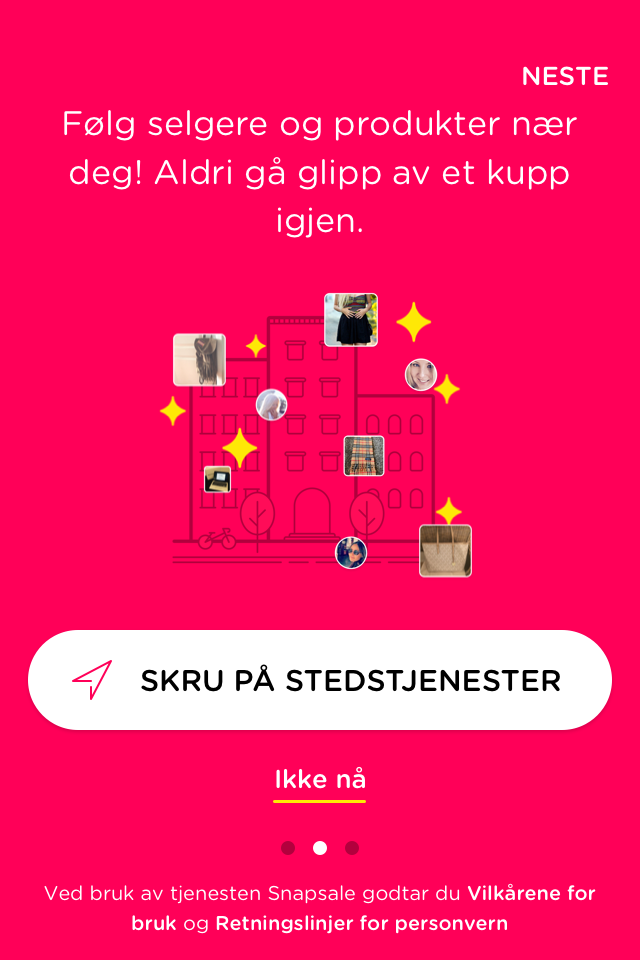 NESTE
Følg selgere og produkter nær
deg! Aldri gå glipp av et kupp
igjen.
SKRU PÅ STEDSTJENESTER
Ikke nå
Ved bruk av tjenesten Snapsale godtar du Vilkårene for
bruk og Retningslinjer for personvern